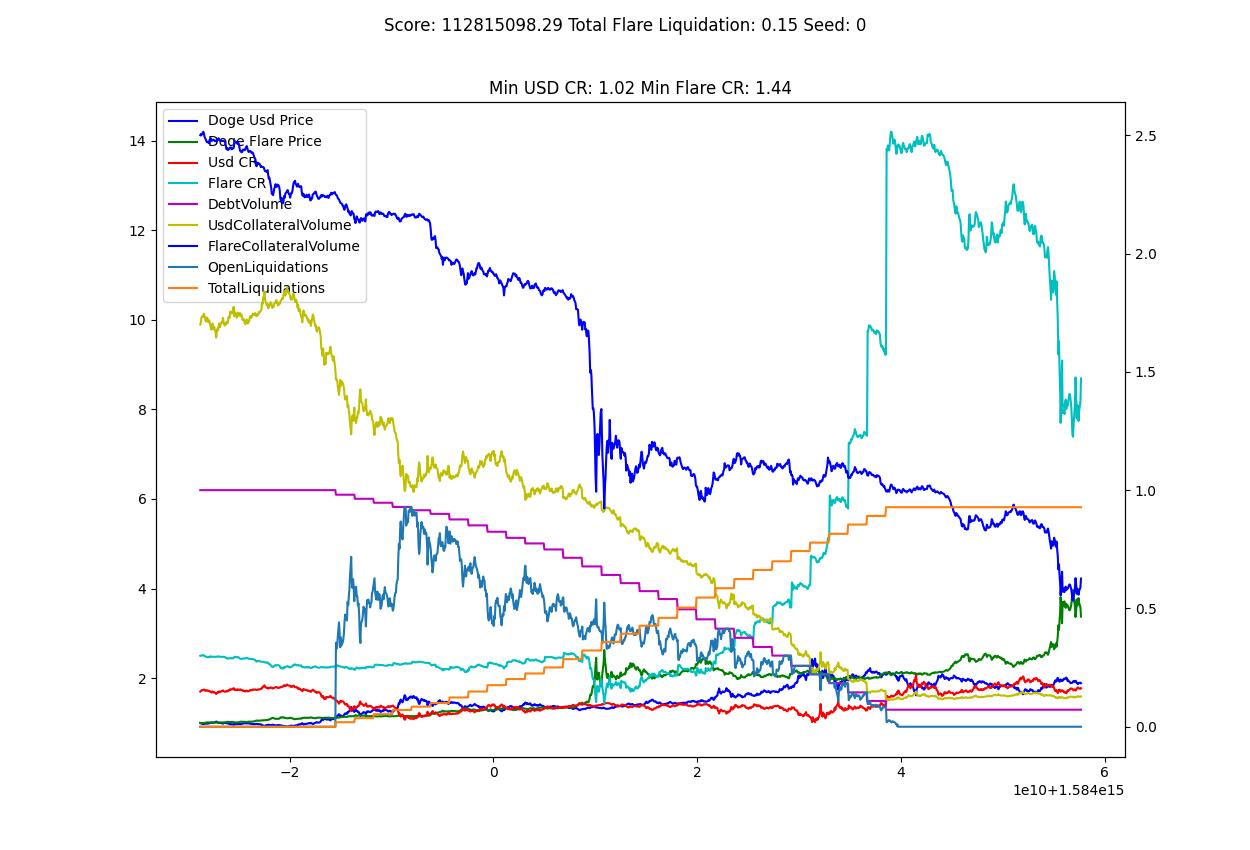 Score: 112815098.29 Total Flare Liquidation: 0.15 Seed: 0
Min USD CR: 1.02 Min Flare CR: 1.44
Doge Usd Price
Doge Flare Price
Usd CR
Flare CR
DebtVolume
UsdCollateralVolume
FlareCollateralVolume
OpenLiquidations
TotalLiquidations
14
12
10
8
6
4
2
2.5
2.0
1.5
1.0
0.5
0.0
−2
0
2
4
6
1e10+1.584e15